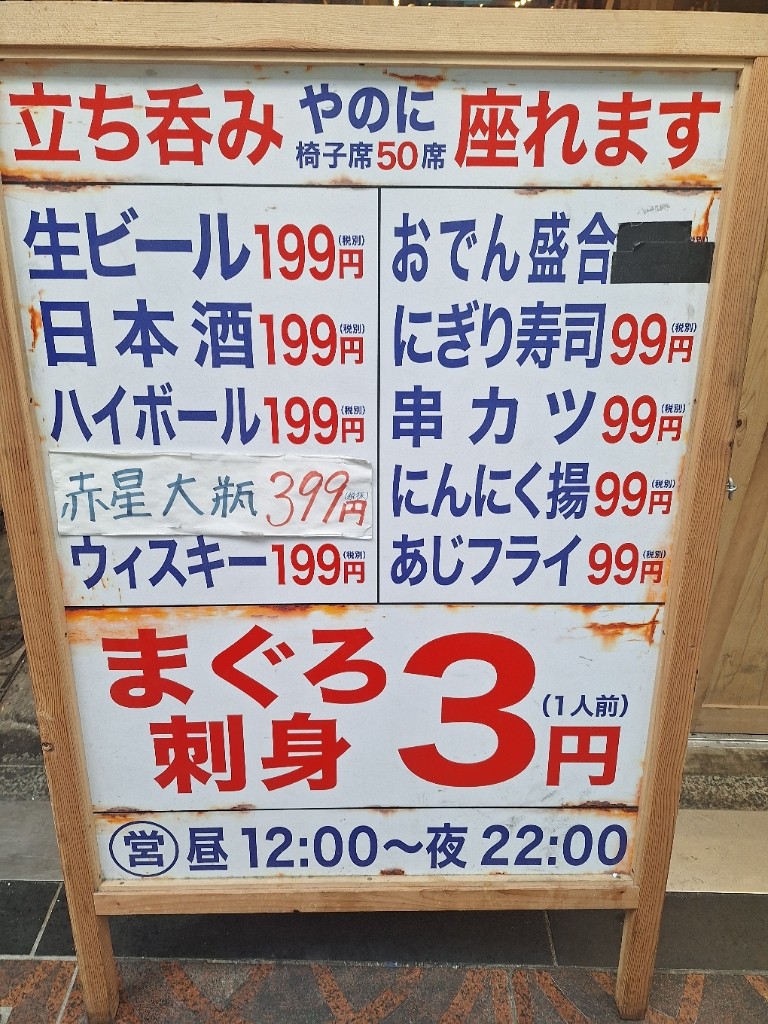 立ち呑み やのに 椅子席50席 座れます
生ビール 199円 (税別)
日本酒 199円 (税別)
ハイボール 199円 (税別)
赤星大瓶 399円 (税別)
ウィスキー 199円 (税別)
おでん盛合
にぎり寿司 99円 (税別)
串カツ 99円 (税別)
にんにく揚 99円 (税別)
あじフライ 99円 (税別)
まぐろ
刺身 3円 (1人前)
営 昼12:00〜夜22:00